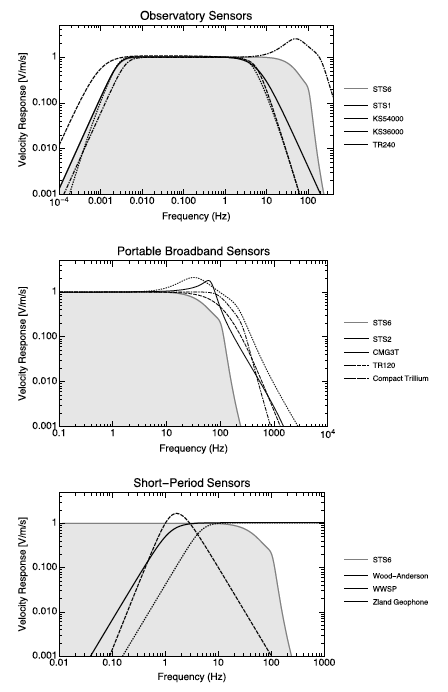 Observatory Sensors
Velocity Response [V/m/s]
1
0.100
0.010
0.001
10⁻⁴ 0.001 0.010 0.100 1 10 100
Frequency (Hz)
STS6
STS1
KS54000
KS36000
TR240
Portable Broadband Sensors
Velocity Response [V/m/s]
1
0.100
0.010
0.001
0.1 1 10 100 1000 10⁴
Frequency (Hz)
STS6
STS2
CMG3T
TR120
Compact Trillium
Short-Period Sensors
Velocity Response [V/m/s]
1
0.100
0.010
0.001
0.01 0.10 1 10 100 1000
Frequency (Hz)
STS6
Wood-Anderson
WWSP
Zland Geophone